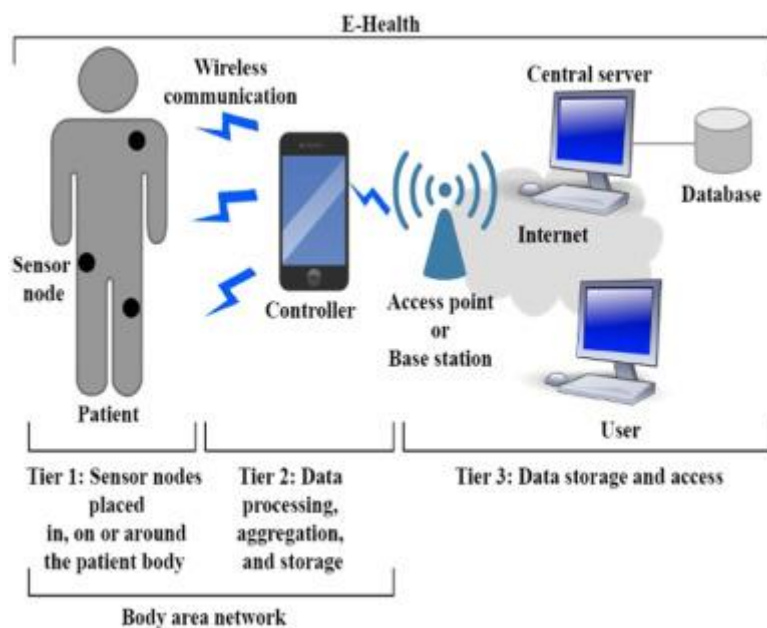 E-Health
Wireless
communication
Central server
Database
Internet
Sensor
node
Controller
Access point
or
Base station
Patient
User
Tier 1: Sensor nodes
placed
in, on or around
the patient body
Tier 2: Data
processing,
aggregation,
and storage
Tier 3: Data storage and access
Body area network